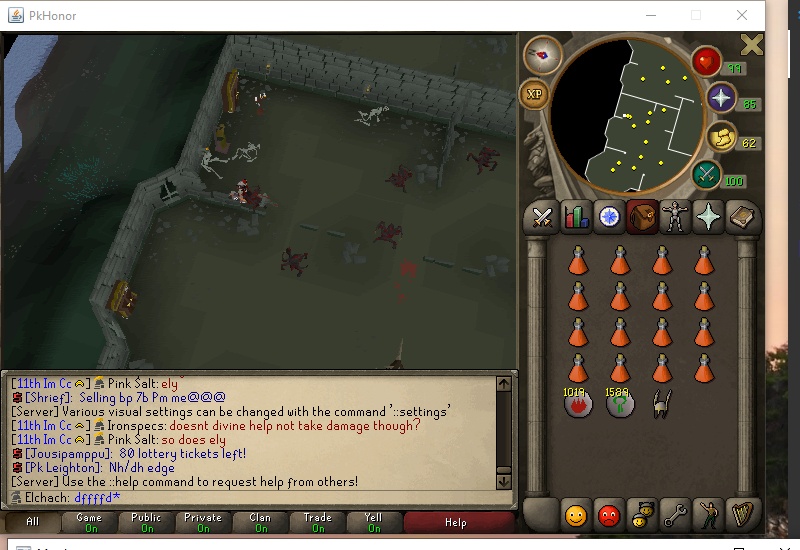 PkHonor
XP
99
85
62
100
[11th Im Cc] Pink Salt: ely
[Shrief]: Selling bp 7b Pm me@@@
[Server] Various visual settings can be changed with the command '::settings'
[11th Im Cc] Ironspecs: doesnt divine help not take damage though?
[11th Im Cc] Pink Salt: so does ely
[Jousipamppu]: 80 lottery tickets left!
[Pk Leighton]: Nh/dh edge
[Server] Use the ::help command to request help from others!
Elchach: dffffd*
1019 1589
All Game On Public On Private On Clan On Trade On Yell On Help